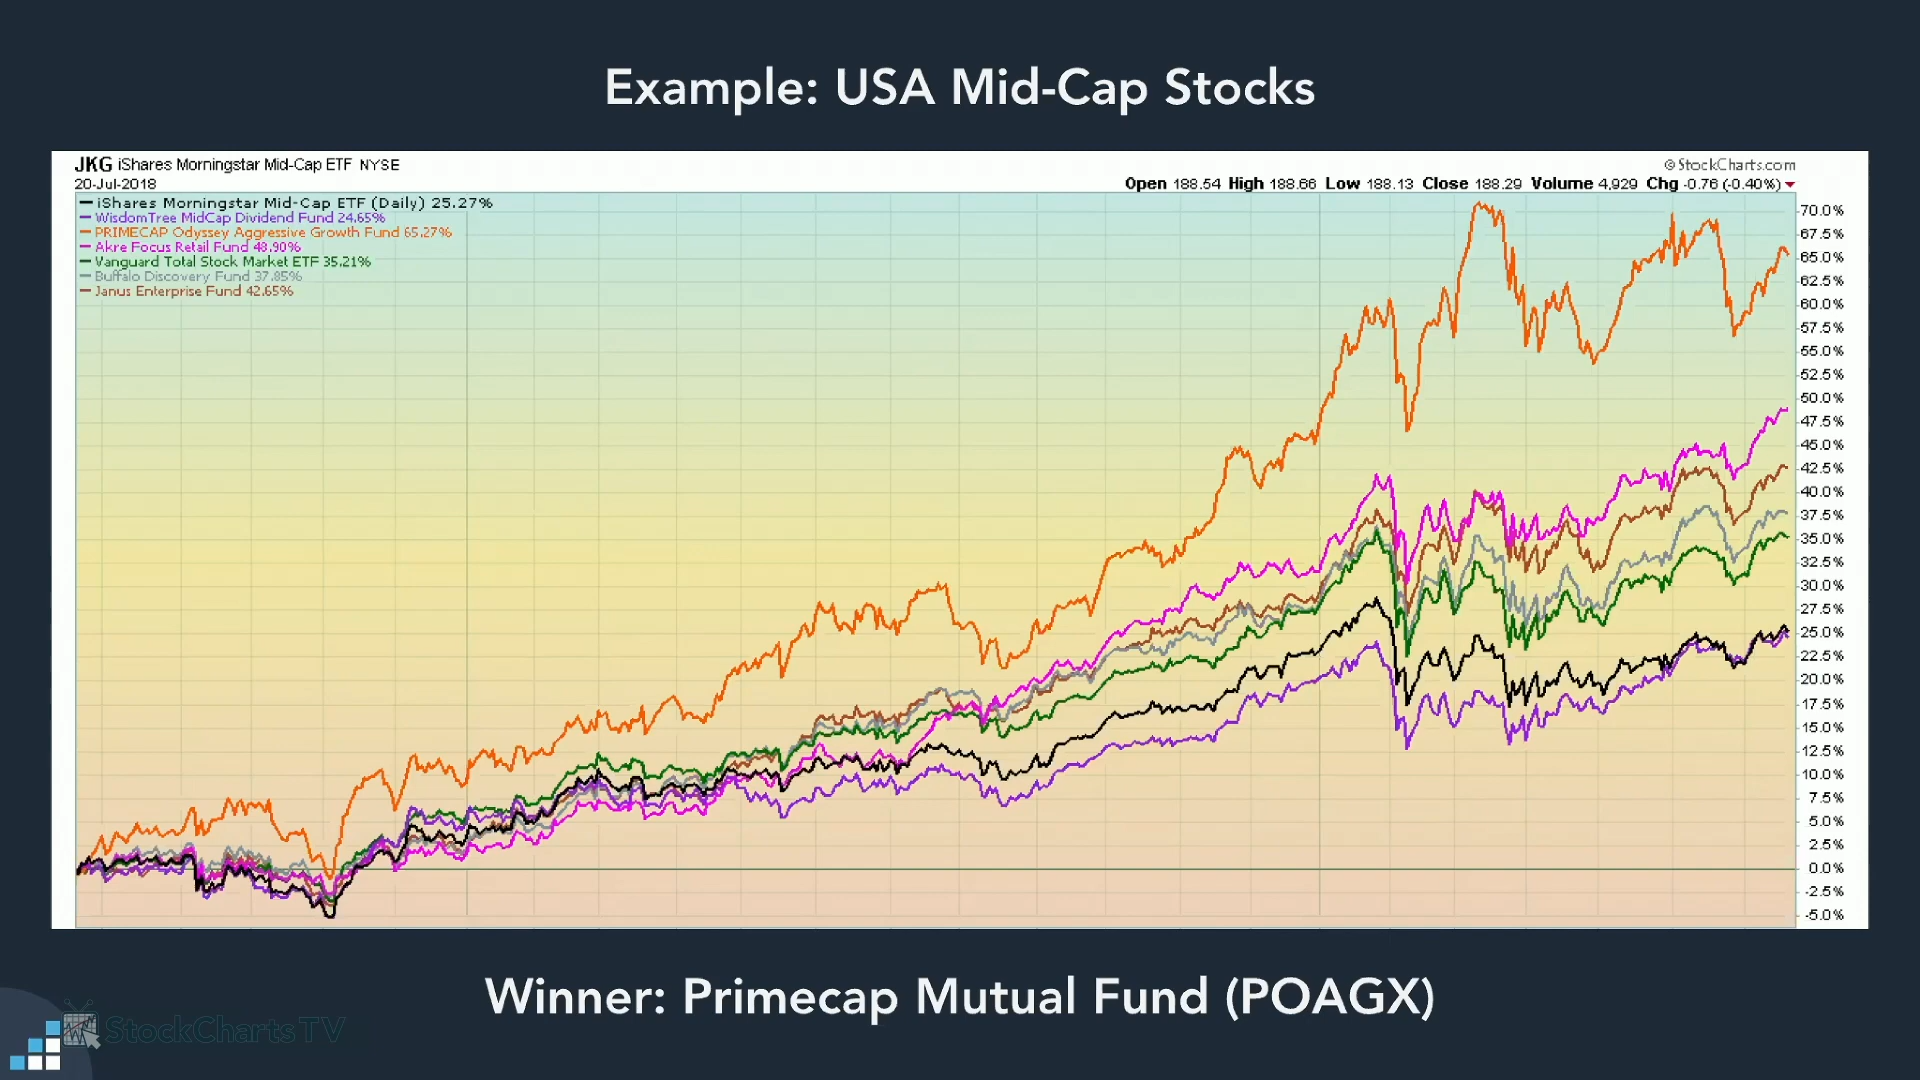 Example: USA Mid-Cap Stocks
JKG iShares Morningstar Mid-Cap ETF NYSE
© StockCharts.com
20-Jul-2018
Open 188.54 High 188.66 Low 188.13 Close 188.29 Volume 4,929 Chg -0.76 (-0.40%)
iShares Morningstar Mid-Cap ETF (Daily) 25.27%
WisdomTree MidCap Dividend Fund 24.65%
PRIMECAP Odyssey Aggressive Growth Fund 65.27%
Akre Focus Retail Fund 48.90%
Vanguard Total Stock Market ETF 35.21%
Buffalo Discovery Fund 37.85%
Janus Enterprise Fund 42.65%
70.0%
67.5%
65.0%
62.5%
60.0%
57.5%
55.0%
52.5%
50.0%
47.5%
45.0%
42.5%
40.0%
37.5%
35.0%
32.5%
30.0%
27.5%
25.0%
22.5%
20.0%
17.5%
15.0%
12.5%
10.0%
7.5%
5.0%
2.5%
0.0%
-2.5%
-5.0%
Winner: Primecap Mutual Fund (POAGX)
StockCharts TV